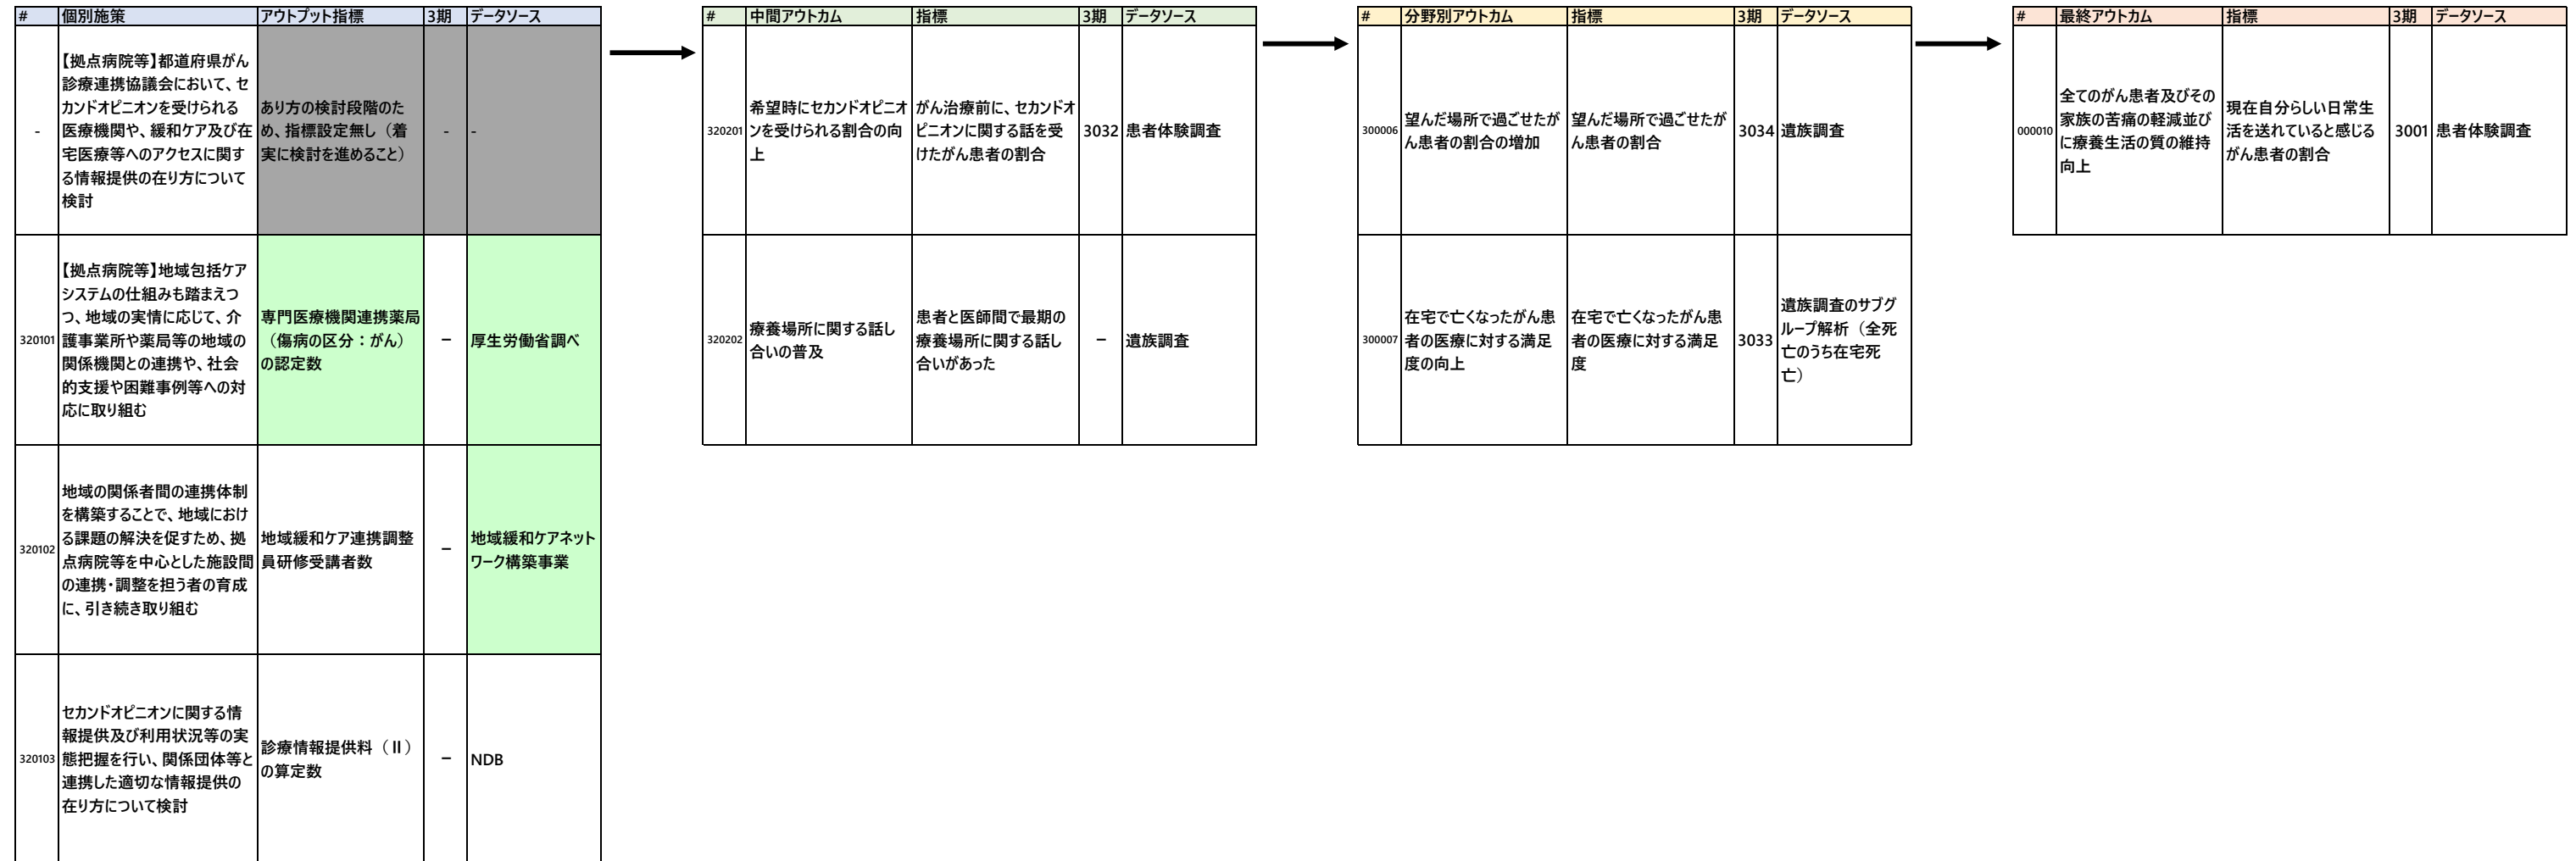 # 個別施策 アウトプット指標 3期 データソース
-
【拠点病院等】都道府県がん
診療連携協議会において、セ
カンドオピニオンを受けられる
医療機関や、緩和ケア及び在
宅医療等へのアクセスに関す
る情報提供の在り方について
検討
あり方の検討段階のた
め、指標設定無し（着
実に検討を進めること）
-
-
320101
【拠点病院等】地域包括ケア
システムの仕組みも踏まえつ
つ、地域の実情に応じて、介
護事業所や薬局等の地域の
関係機関との連携や、社会
的支援や困難事例等への対
応に取り組む
専門医療機関連携薬局
（傷病の区分：がん）
の認定数
－
厚生労働省調べ
320102
地域の関係者間の連携体制
を構築することで、地域におけ
る課題の解決を促すため、拠
点病院等を中心とした施設間
の連携・調整を担う者の育成
に、引き続き取り組む
地域緩和ケア連携調整
員研修受講者数
－
地域緩和ケアネット
ワーク構築事業
320103
セカンドオピニオンに関する情
報提供及び利用状況等の実
態把握を行い、関係団体等と
連携した適切な情報提供の
在り方について検討
診療情報提供料（Ⅱ）
の算定数
－
NDB
# 中間アウトカム 指標 3期 データソース
320201
希望時にセカンドオピニオ
ンを受けられる割合の向
上
がん治療前に、セカンドオ
ピニオンに関する話を受
けたがん患者の割合
3032
患者体験調査
320202
療養場所に関する話し
合いの普及
患者と医師間で最期の
療養場所に関する話し
合いがあった
－
遺族調査
# 分野別アウトカム 指標 3期 データソース
300006
望んだ場所で過ごせたが
ん患者の割合の増加
望んだ場所で過ごせたが
ん患者の割合
3034
遺族調査
300007
在宅で亡くなったがん患
者の医療に対する満足
度の向上
在宅で亡くなったがん患
者の医療に対する満足
度
3033
遺族調査のサブグ
ループ解析（全死
亡のうち在宅死
亡）
# 最終アウトカム 指標 3期 データソース
000010
全てのがん患者及びその
家族の苦痛の軽減並び
に療養生活の質の維持
向上
現在自分らしい日常生
活を送れていると感じる
がん患者の割合
3001
患者体験調査